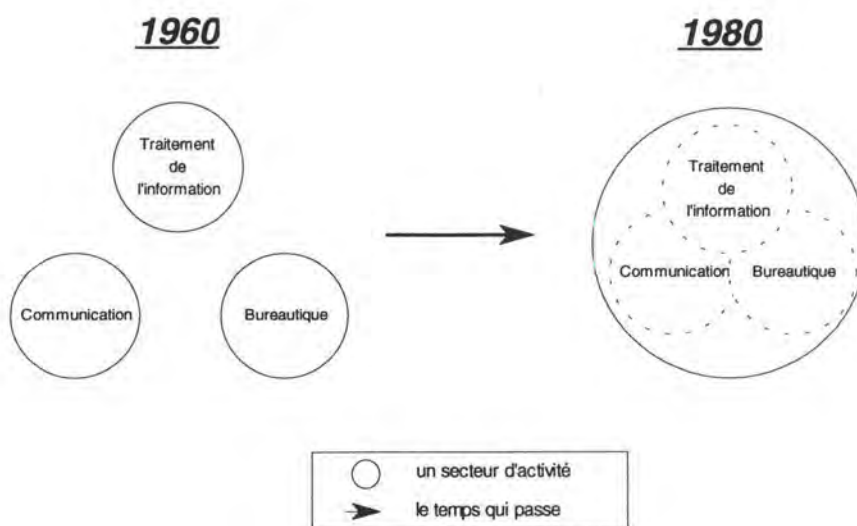 1960
1980
Traitement
de
l'information
Communication
Bureautique
Traitement
de
l'information
Communication
Bureautique
un secteur d'activité
le temps qui passe